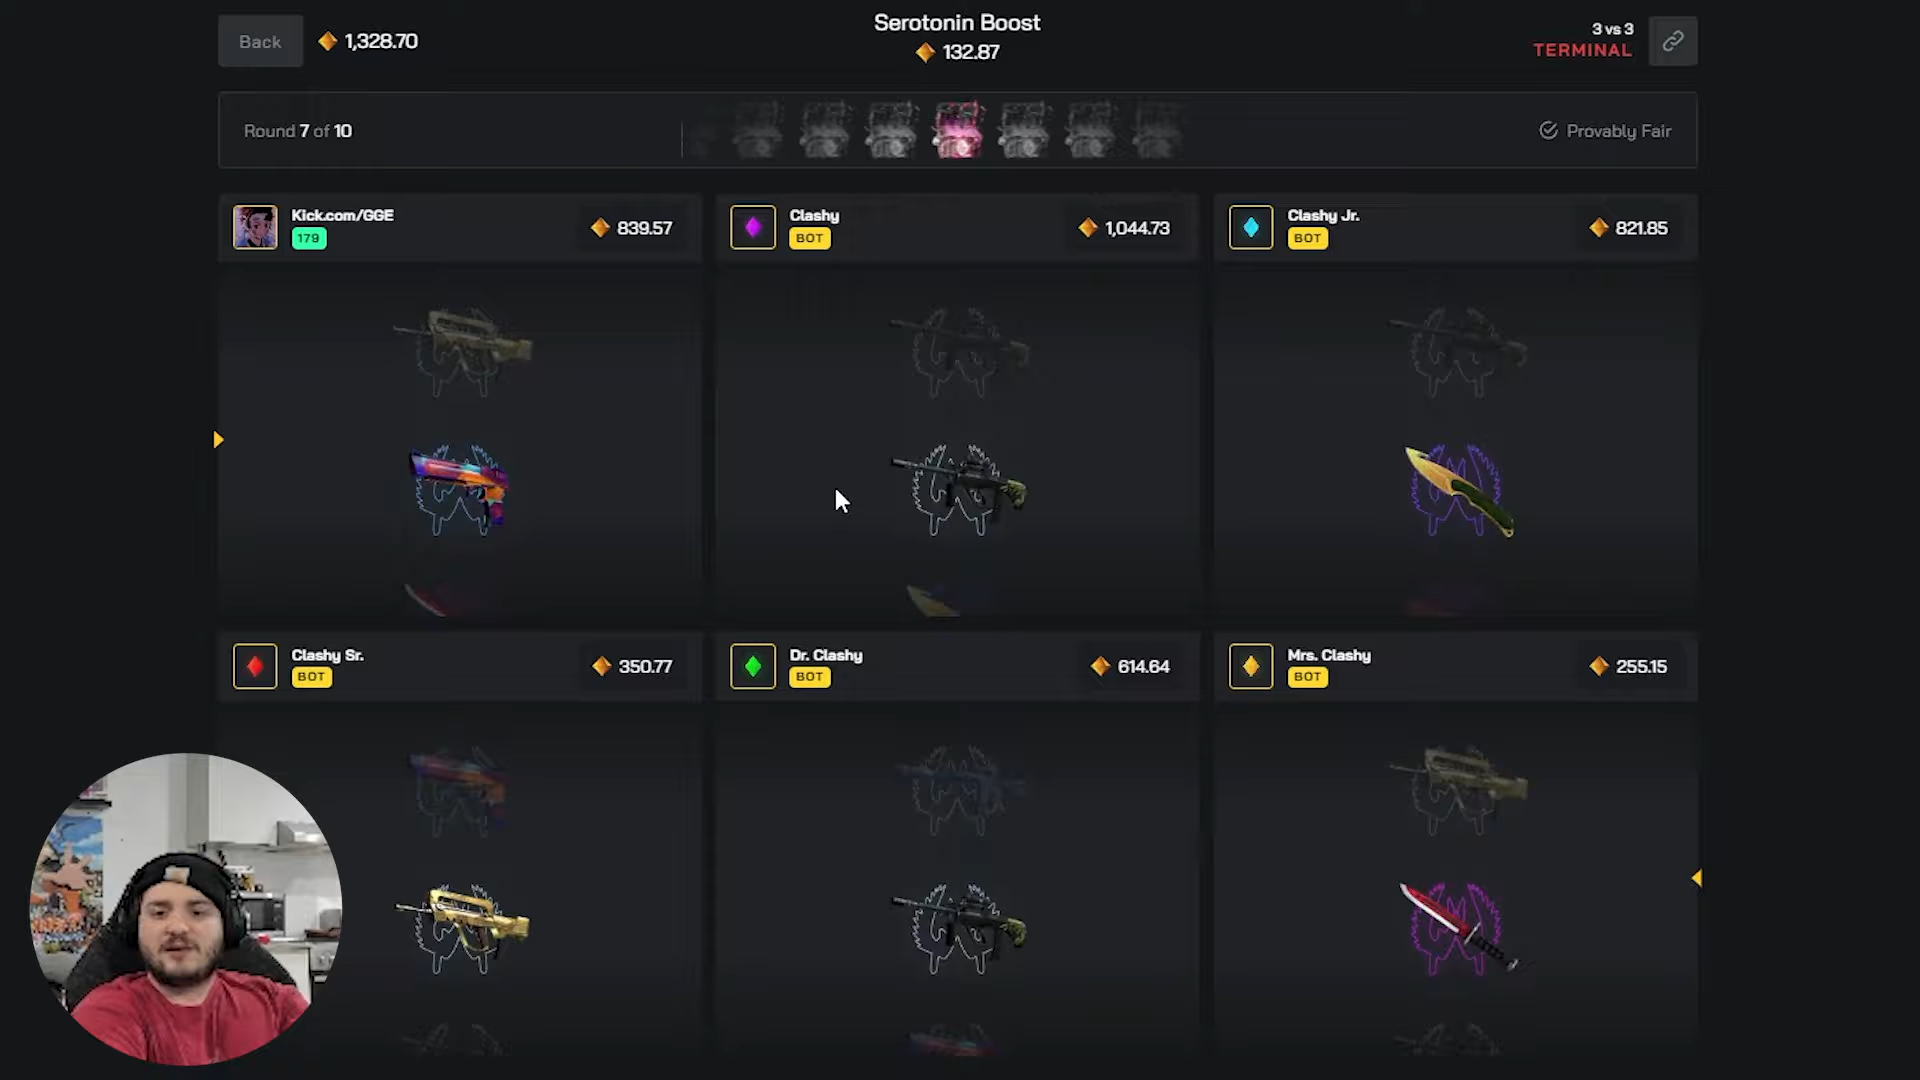 Back
1,328.70
Serotonin Boost
132.87
3 vs 3
TERMINAL
Round 7 of 10
Provably Fair
Kick.com/GGE
179
839.57
Clashy
BOT
1,044.73
Clashy Jr.
BOT
821.85
Clashy Sr.
BOT
350.77
Dr. Clashy
BOT
614.64
Mrs. Clashy
BOT
255.15